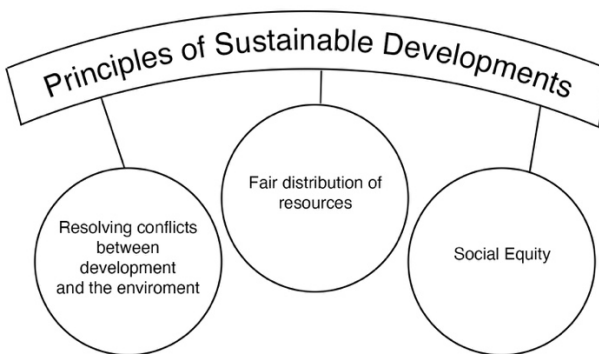 Principles of Sustainable Developments
Resolving conflicts
between
development
and the enviroment
Fair distribution of
resources
Social Equity